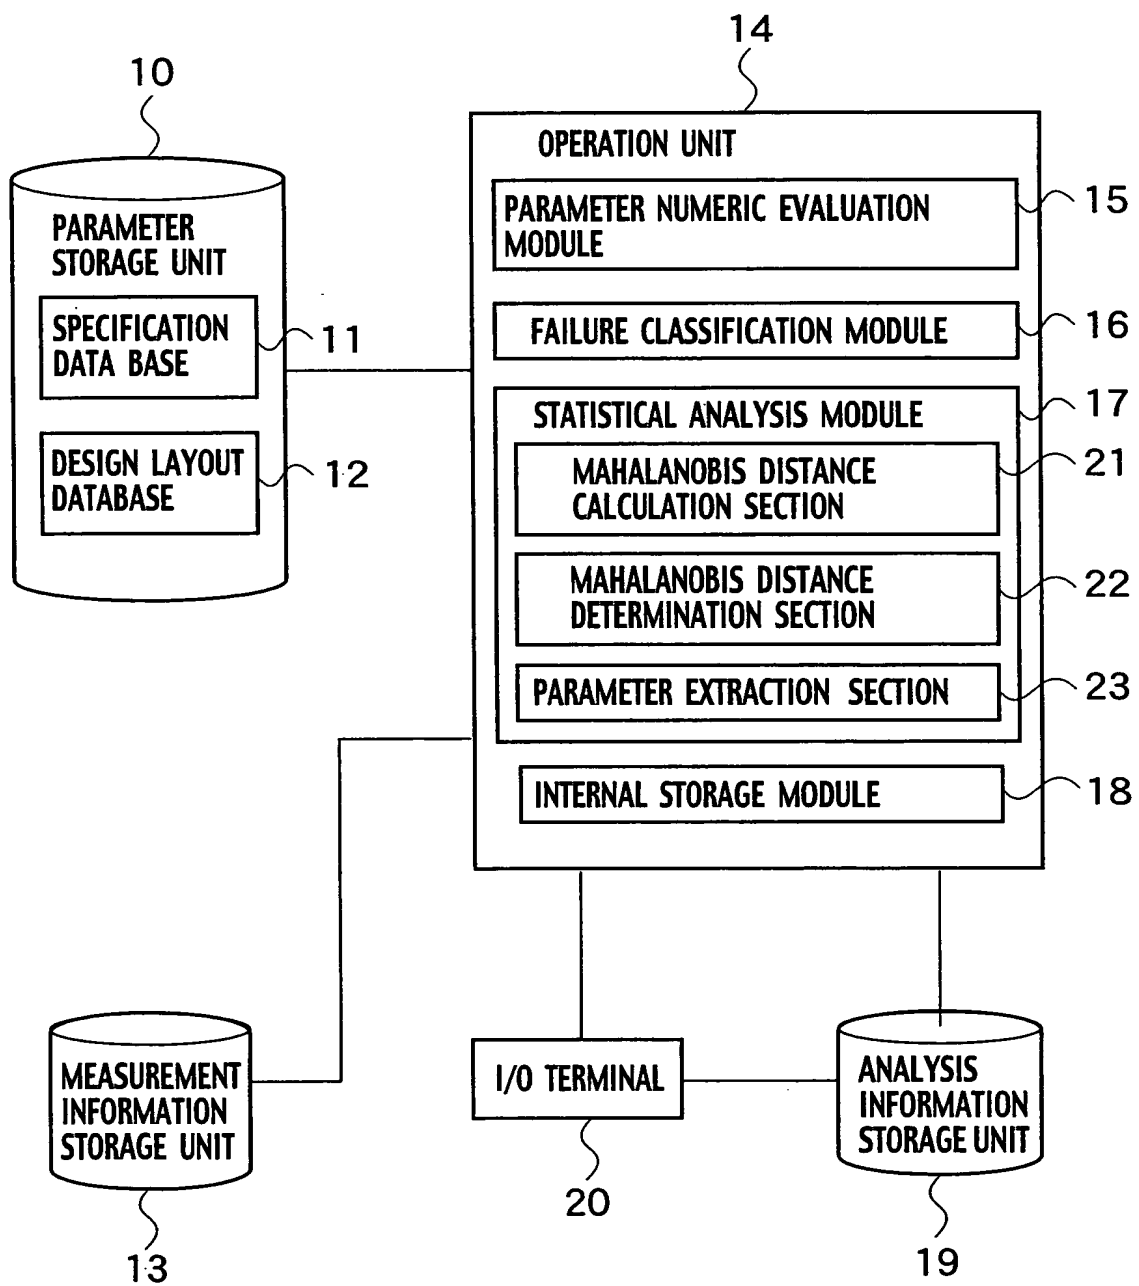 14
10
OPERATION UNIT
PARAMETER NUMERIC EVALUATION
MODULE
15
PARAMETER
STORAGE UNIT
SPECIFICATION
DATA BASE
11
FAILURE CLASSIFICATION MODULE
16
STATISTICAL ANALYSIS MODULE
17
DESIGN LAYOUT
DATABASE
12
MAHALANOBIS DISTANCE
CALCULATION SECTION
21
MAHALANOBIS DISTANCE
DETERMINATION SECTION
22
PARAMETER EXTRACTION SECTION
23
INTERNAL STORAGE MODULE
18
MEASUREMENT
INFORMATION
STORAGE UNIT
I/O TERMINAL
ANALYSIS
INFORMATION
STORAGE UNIT
20
13
19